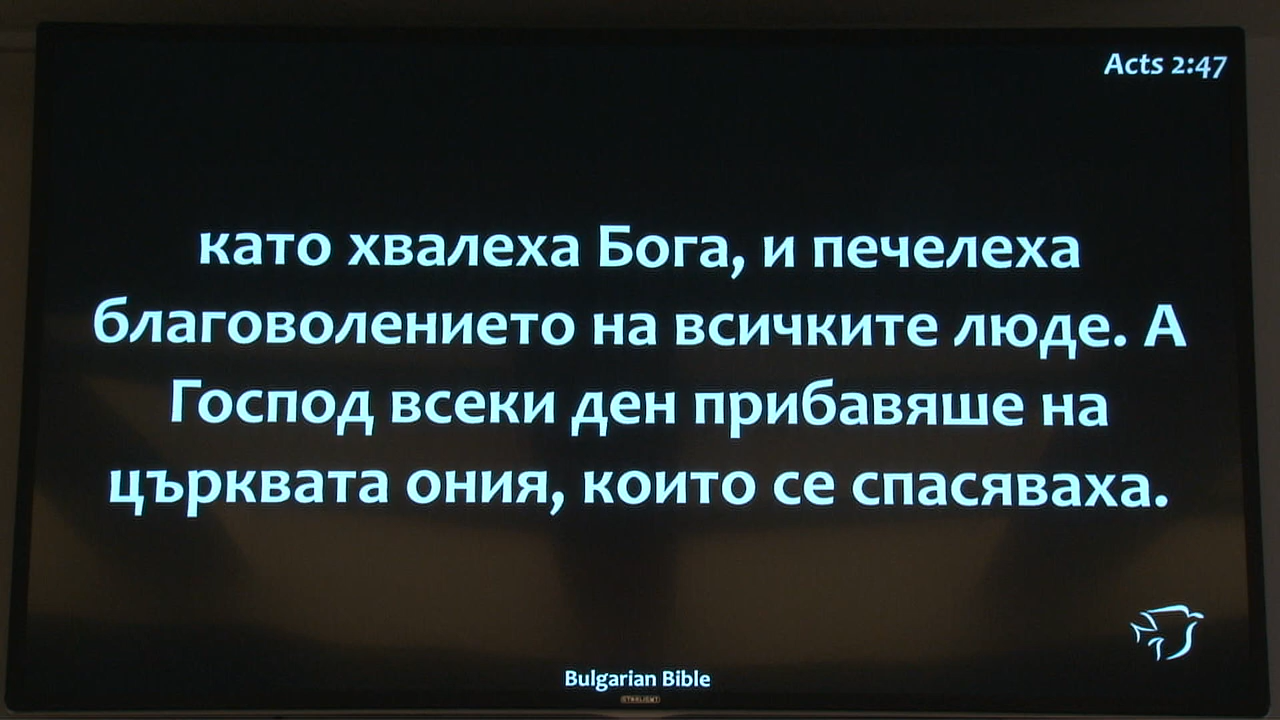 Acts 2:47
като хвалеха Бога, и печелеха
благоволението на всичките люде. А
Господ всеки ден прибавяше на
църквата ония, които се спасяваха.
Bulgarian Bible
STARLIGHT